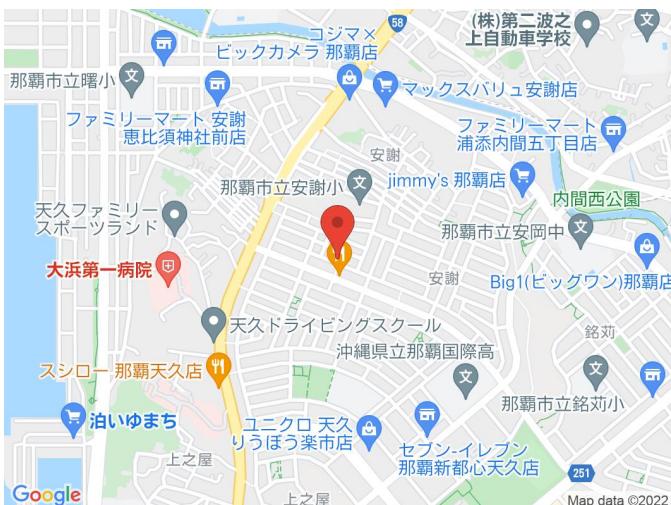 58
(株)第二波之
上自動車学校
コジマ×
ビックカメラ 那覇店
那覇市立曙小
マックスバリュ安謝店
ファミリーマート 安謝
恵比須神社前店
ファミリーマート
浦添内間五丁目店
安謝
那覇市立安謝小
jimmy's 那覇店
内間西公園
天久ファミリー
スポーツランド
那覇市立安岡中
大浜第一病院
安謝
Big1(ビッグワン)那覇店
天久ドライビングスクール
銘苅
沖縄県立那覇国際高
スシロー 那覇天久店
那覇市立銘苅小
泊いゆまち
ユニクロ 天久
りうぼう楽市店
セブン-イレブン
那覇新都心天久店
上之屋
251
Google
上之屋
Map data ©2022